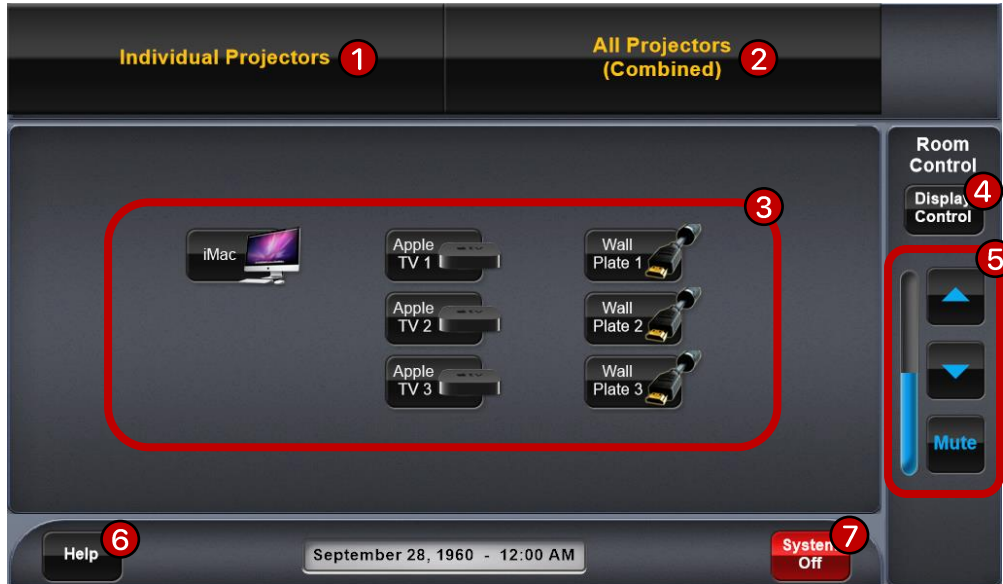 Individual Projectors 1
All Projectors
(Combined) 2
Room
Control
Display
Control
4
3
iMac
Apple
TV 1
Wall
Plate 1
5
Apple
TV 2
Wall
Plate 2
Apple
TV 3
Wall
Plate 3
Mute
Help 6
September 28, 1960 - 12:00 AM
System
Off
7